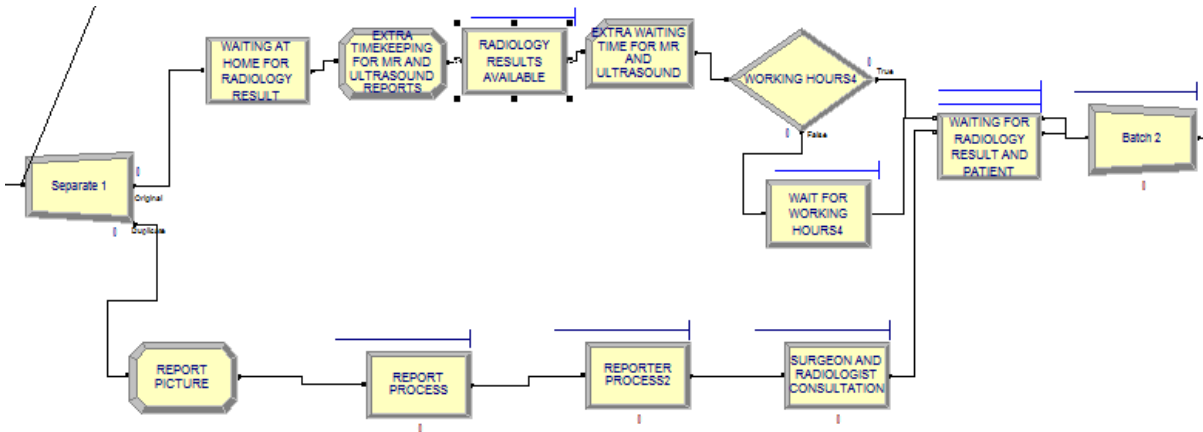 WAITING AT
HOME FOR
RADIOLOGY
RESULT
EXTRA
TIMEKEEPING
FOR MR AND
ULTRASOUND
REPORTS
RADIOLOGY
RESULTS
AVAILABLE
EXTRA WAITING
TIME FOR MR
AND
ULTRASOUND
WORKING HOURS4
True
False
WAIT FOR
WORKING
HOURS4
WAITING FOR
RADIOLOGY
RESULT AND
PATIENT
Batch 2
Separate 1
Original
Duplicate
REPORT
PICTURE
REPORT
PROCESS
REPORTER
PROCESS2
SURGEON AND
RADIOLOGIST
CONSULTATION